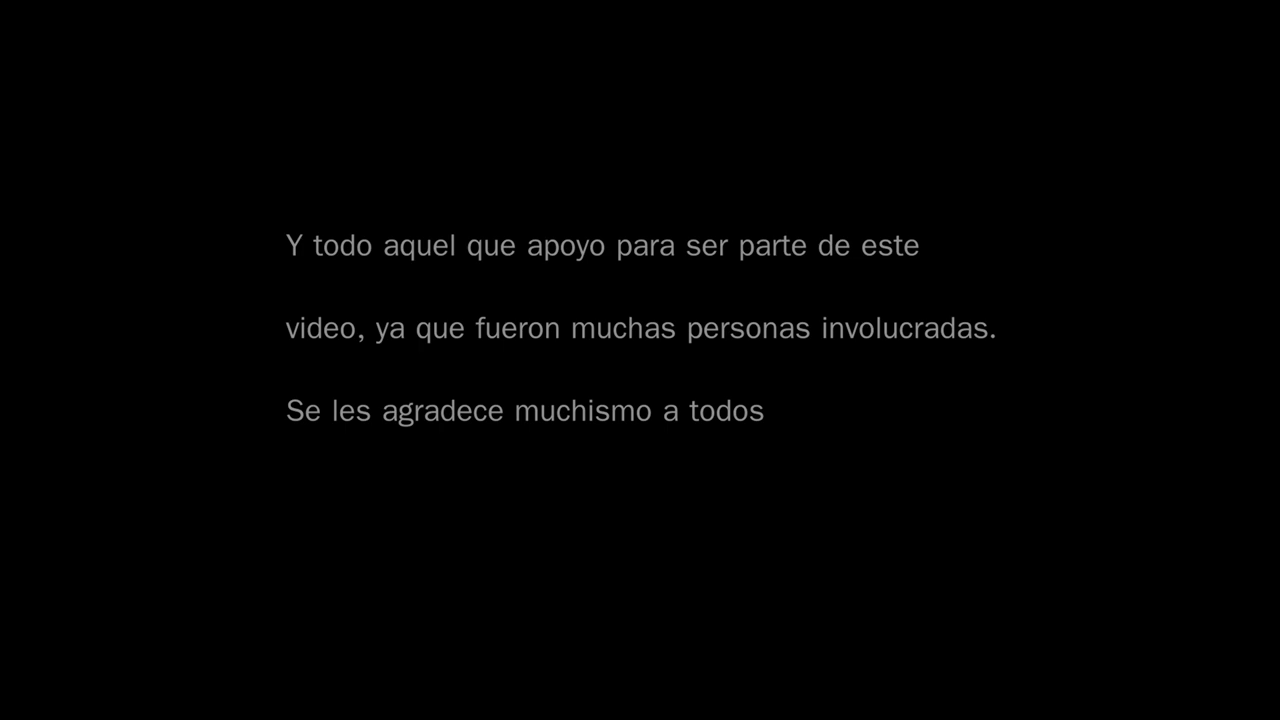 Y todo aquel que apoyo para ser parte de este
video, ya que fueron muchas personas involucradas.
Se les agradece muchismo a todos